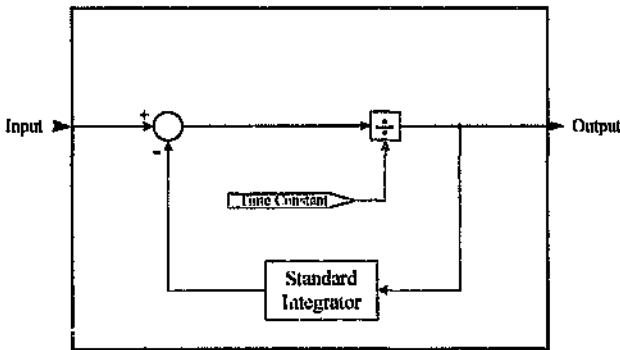 +
Input
÷
Output
-
Time Constant
Standard
Integrator